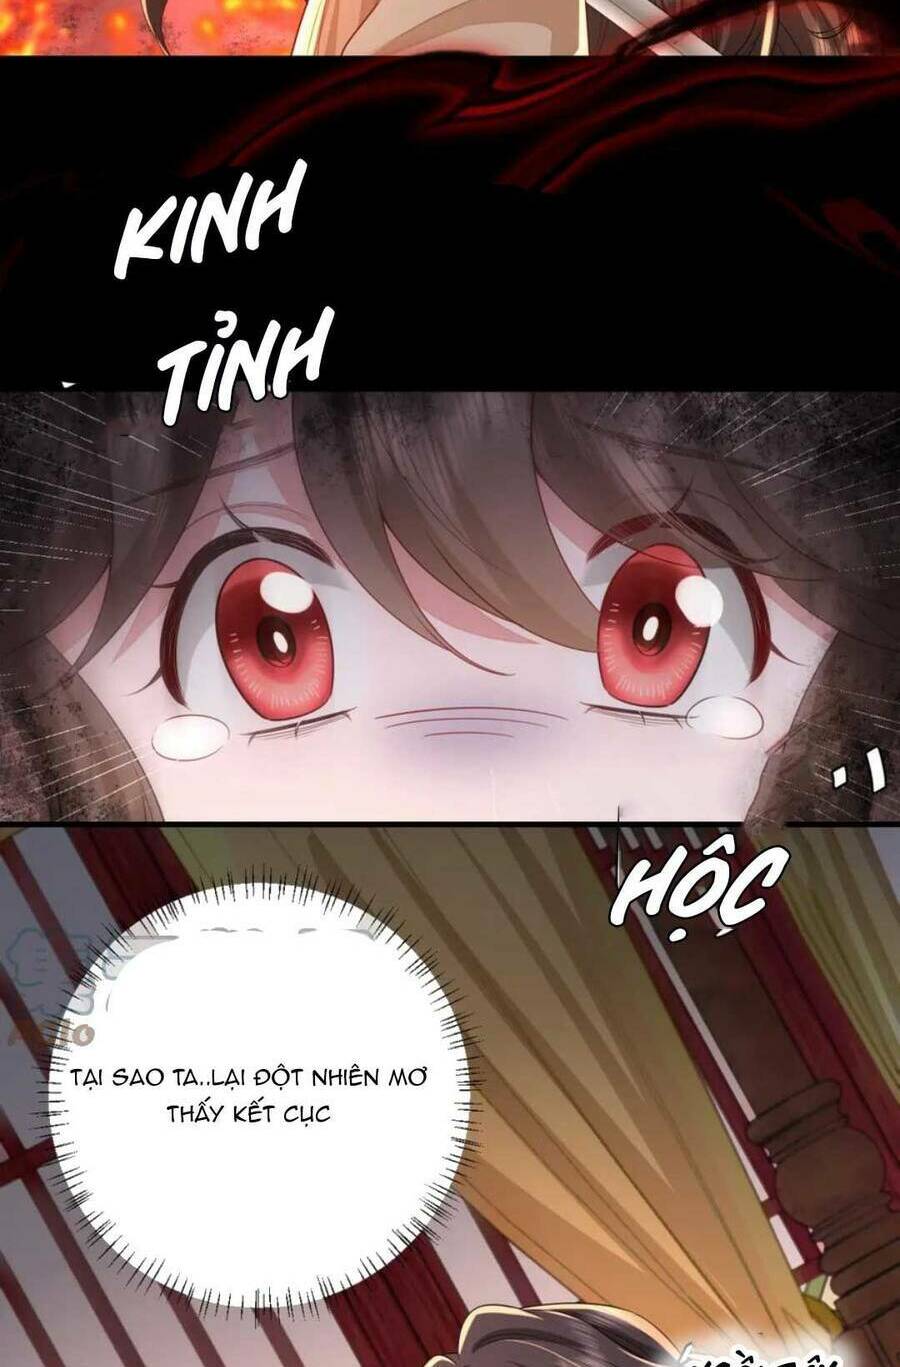 KINH
TỈNH
HỘC
TẠI SAO TA..LẠI ĐỘT NHIÊN MƠ
THẤY KẾT CỤC